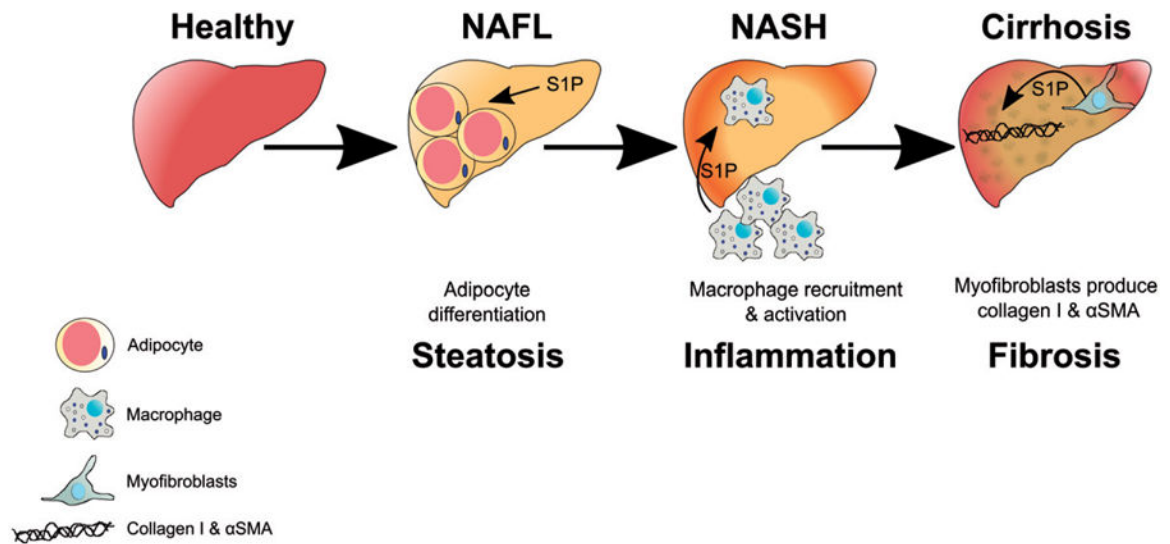 Healthy
NAFL
NASH
Cirrhosis
S1P
S1P
S1P
Adipocyte
differentiation
Steatosis
Macrophage recruitment
& activation
Inflammation
Myofibroblasts produce
collagen I & αSMA
Fibrosis
Adipocyte
Macrophage
Myofibroblasts
Collagen I & αSMA